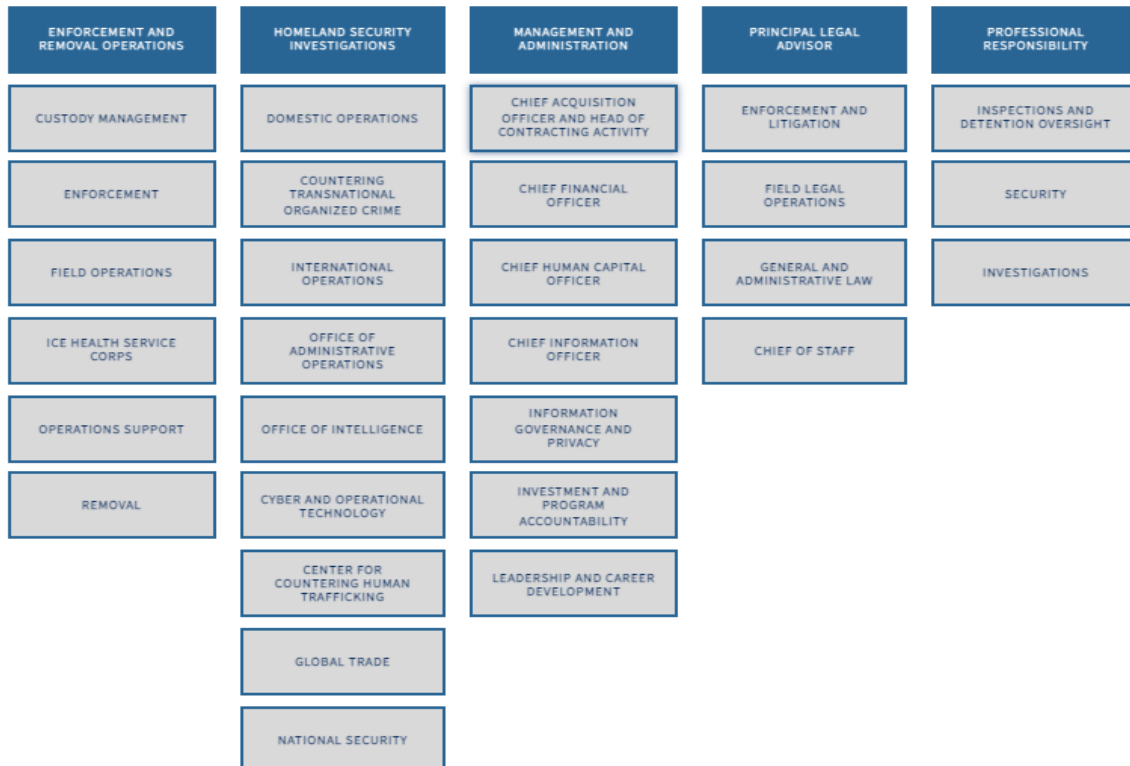 ENFORCEMENT AND
REMOVAL OPERATIONS
CUSTODY MANAGEMENT
ENFORCEMENT
FIELD OPERATIONS
ICE HEALTH SERVICE
CORPS
OPERATIONS SUPPORT
REMOVAL
HOMELAND SECURITY
INVESTIGATIONS
DOMESTIC OPERATIONS
COUNTERING
TRANSNATIONAL
ORGANIZED CRIME
INTERNATIONAL
OPERATIONS
OFFICE OF
ADMINISTRATIVE
OPERATIONS
OFFICE OF INTELLIGENCE
CYBER AND OPERATIONAL
TECHNOLOGY
CENTER FOR
COUNTERING HUMAN
TRAFFICKING
GLOBAL TRADE
NATIONAL SECURITY
MANAGEMENT AND
ADMINISTRATION
CHIEF ACQUISITION
OFFICER AND HEAD OF
CONTRACTING ACTIVITY
CHIEF FINANCIAL
OFFICER
CHIEF HUMAN CAPITAL
OFFICER
CHIEF INFORMATION
OFFICER
INFORMATION
GOVERNANCE AND
PRIVACY
INVESTMENT AND
PROGRAM
ACCOUNTABILITY
LEADERSHIP AND CAREER
DEVELOPMENT
PRINCIPAL LEGAL
ADVISOR
ENFORCEMENT AND
LITIGATION
FIELD LEGAL
OPERATIONS
GENERAL AND
ADMINISTRATIVE LAW
CHIEF OF STAFF
PROFESSIONAL
RESPONSIBILITY
INSPECTIONS AND
DETENTION OVERSIGHT
SECURITY
INVESTIGATIONS